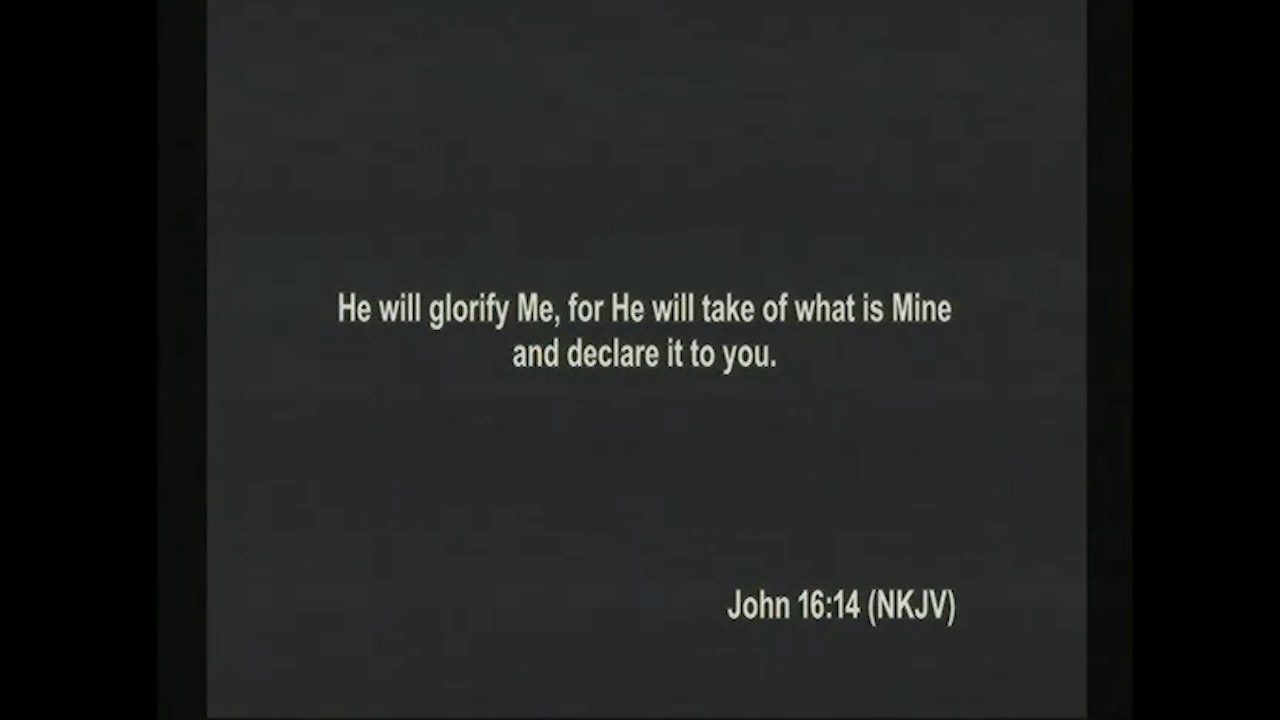 He will glorify Me, for He will take of what is Mine
and declare it to you.
John 16:14 (NKJV)